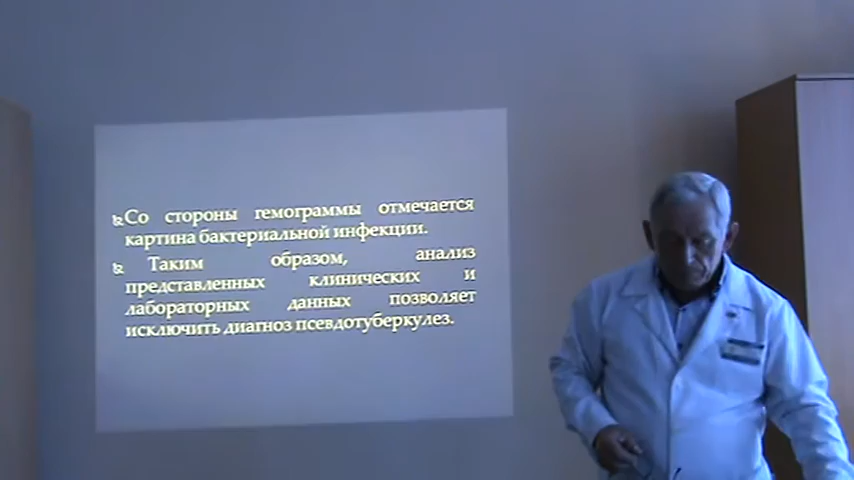 Со стороны гемограммы отмечается
картина бактериальной инфекции.
Таким образом, анализ
представленных клинических и
лабораторных данных позволяет
исключить диагноз псевдотуберкулез.